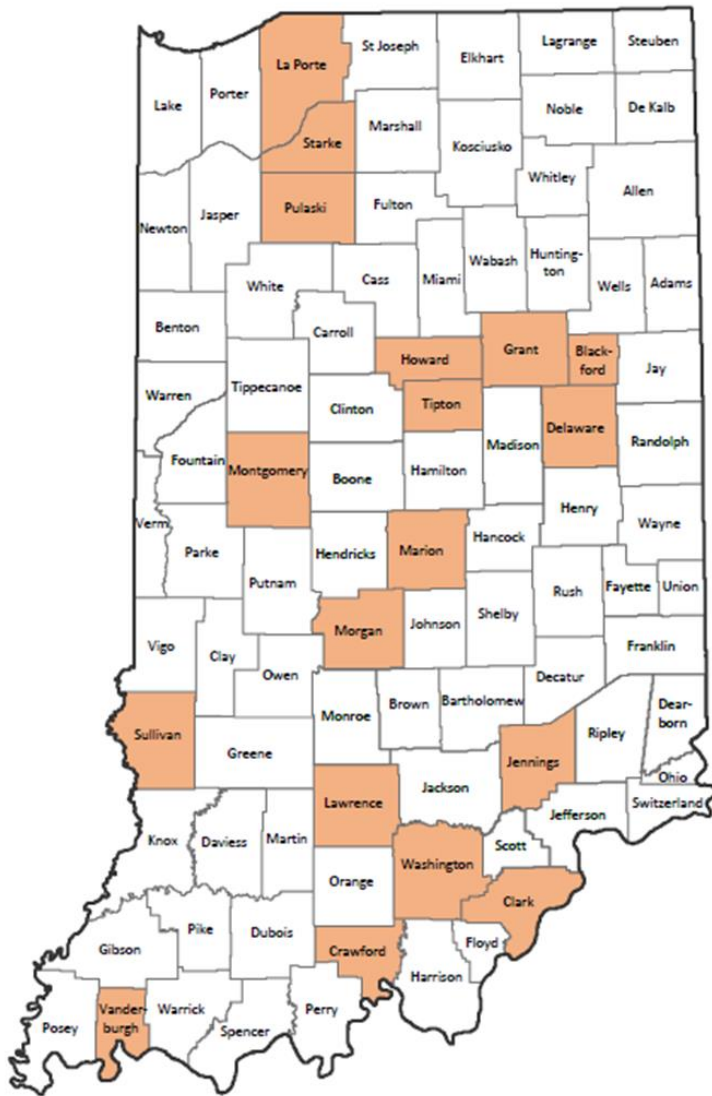 La Porte
St Joseph
Elkhart
Lagrange
Steuben
Lake
Porter
Noble
De Kalb
Starke
Marshall
Kosciusko
Whitley
Allen
Newton
Jasper
Pulaski
Fulton
White
Cass
Miami
Wabash
Hunting-
ton
Wells
Adams
Benton
Carroll
Howard
Grant
Black-
ford
Jay
Warren
Tippecanoe
Clinton
Tipton
Madison
Delaware
Randolph
Fountain
Montgomery
Boone
Hamilton
Henry
Verm
Parke
Putnam
Hendricks
Marion
Hancock
Wayne
Rush
Fayette
Union
Morgan
Johnson
Shelby
Vigo
Clay
Owen
Franklin
Decatur
Monroe
Brown
Bartholomew
Dear-
born
Sullivan
Greene
Jennings
Ripley
Ohio
Lawrence
Jackson
Jefferson
Switzerland
Knox
Daviess
Martin
Scott
Orange
Washington
Clark
Pike
Dubois
Gibson
Crawford
Floyd
Harrison
Posey
Vander-
burgh
Warrick
Spencer
Perry